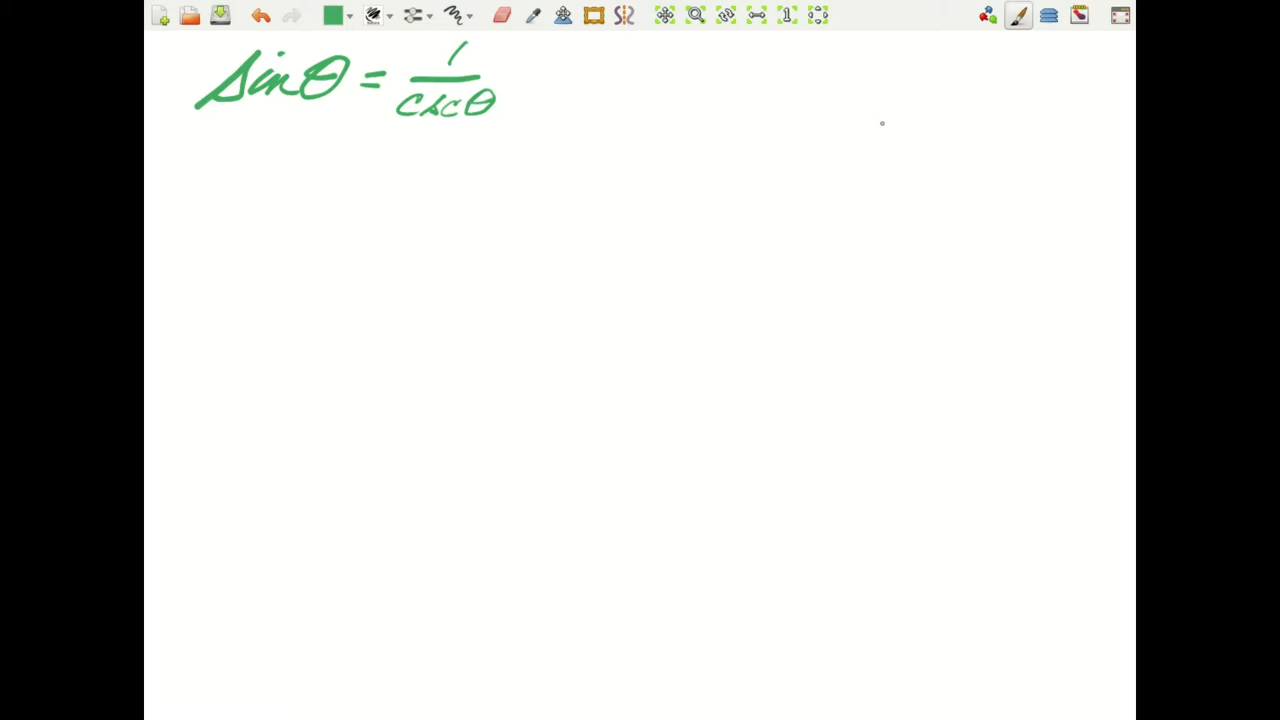 sinθ = 1/cscθ